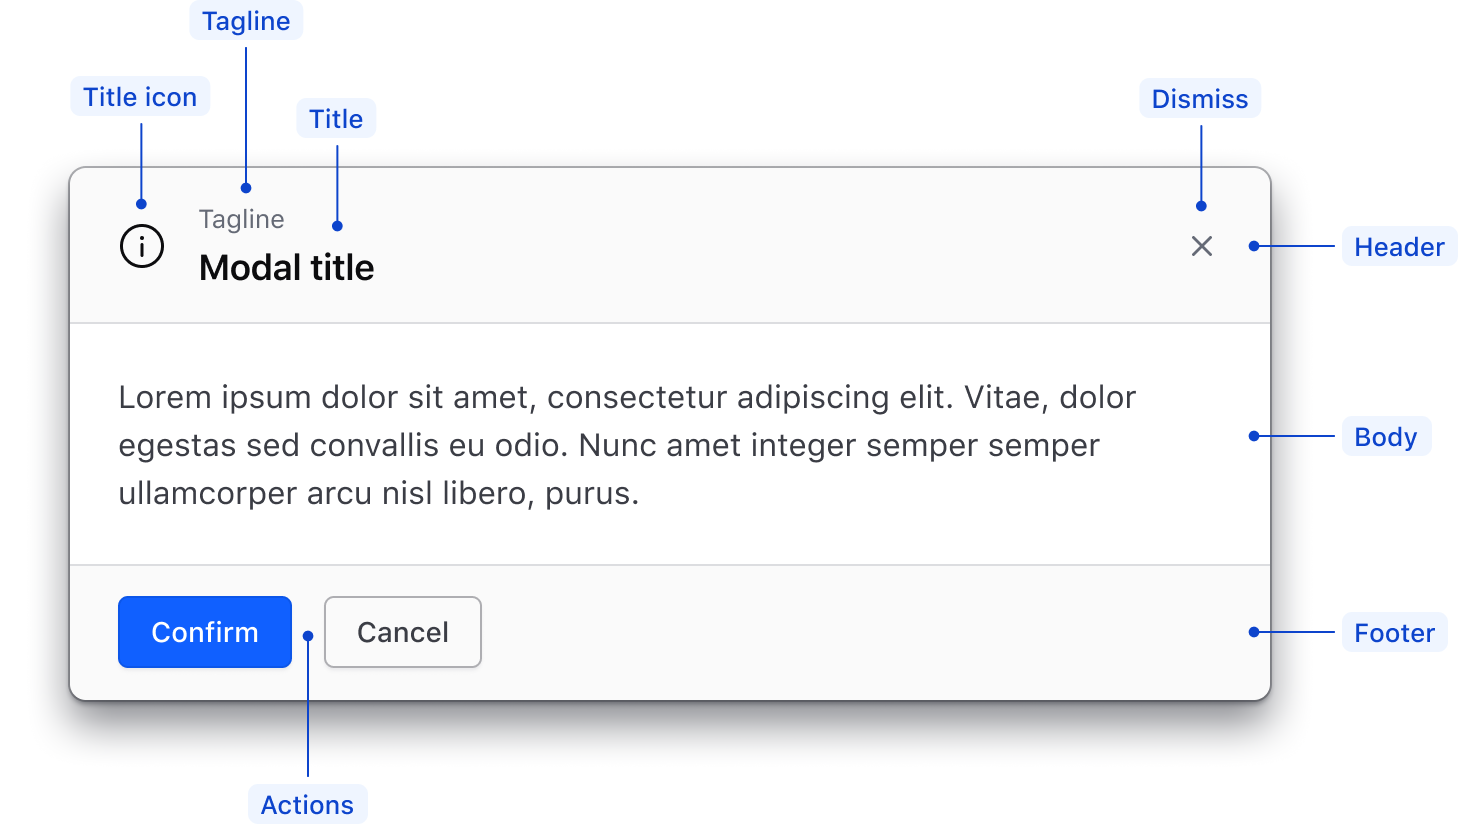 Tagline
Title icon
Title
Dismiss
Tagline
Modal title
Header
Lorem ipsum dolor sit amet, consectetur adipiscing elit. Vitae, dolor
egestas sed convallis eu odio. Nunc amet integer semper semper
ullamcorper arcu nisl libero, purus.
Body
Confirm
Cancel
Footer
Actions